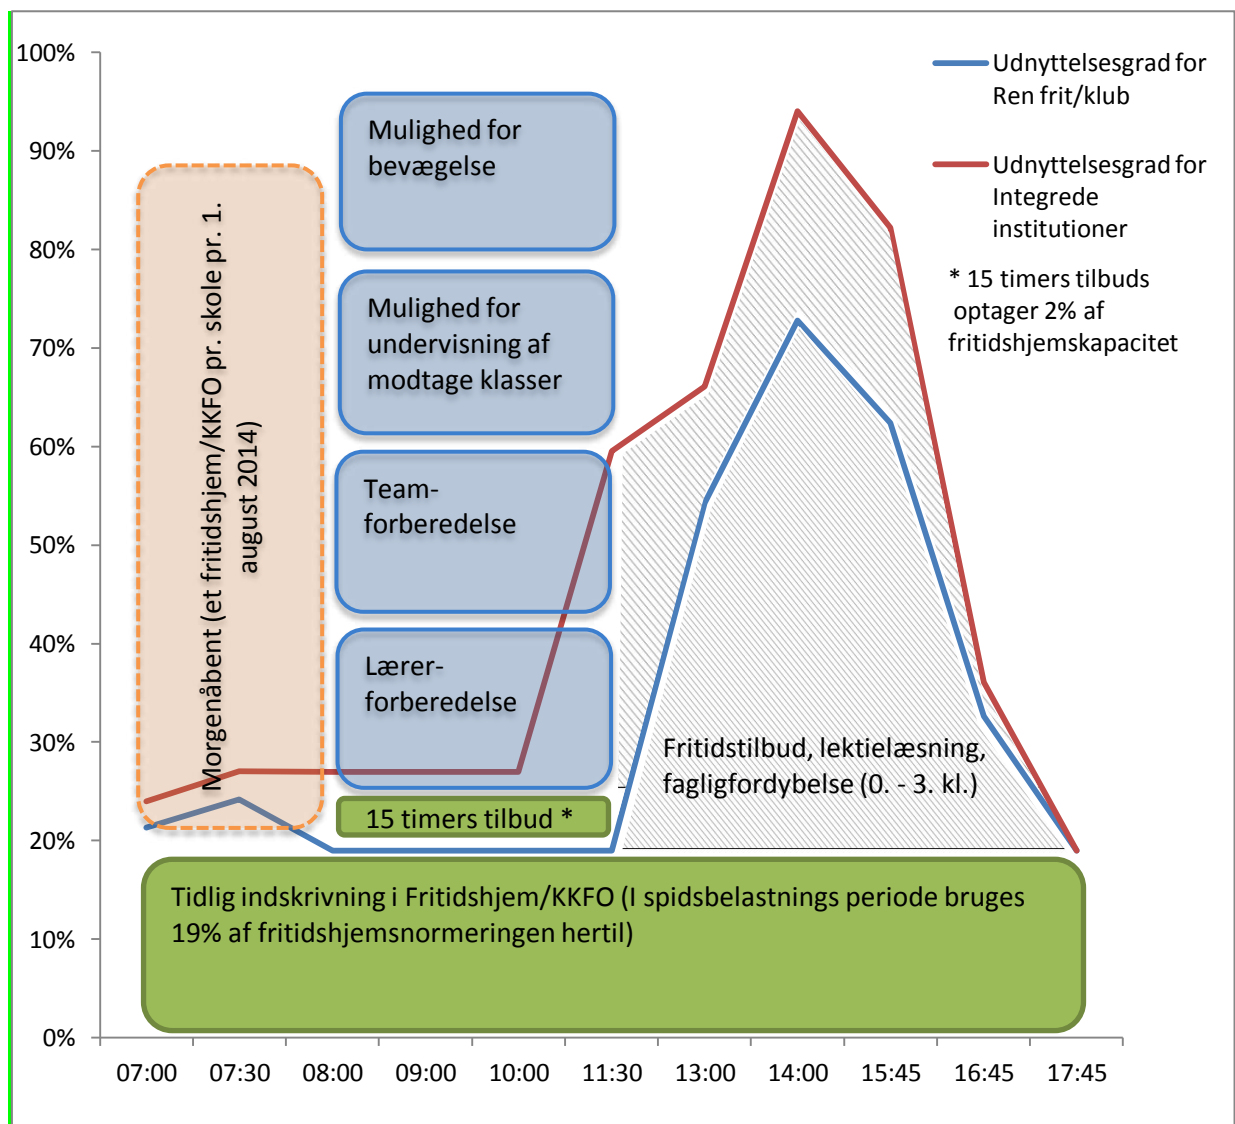 100%
90%
80%
70%
60%
50%
40%
30%
20%
10%
0%
Udnyttelsesgrad for
Ren frit/klub
Udnyttelsesgrad for
Integrede
institutioner
* 15 timers tilbuds
optager 2% af
fritidshjemskapacitet
Morgenåbent (et fritidshjem/KKFO pr. skole pr. 1.
august 2014)
Mulighed for
bevægelse
Mulighed for
undervisning af
modtage klasser
Team-
forberedelse
Lærer-
forberedelse
15 timers tilbud *
Fritidstilbud, lektielæsning,
fagligfordybelse (0. - 3. kl.)
Tidlig indskrivning i Fritidshjem/KKFO (I spidsbelastnings periode bruges
19% af fritidshjemsnormeringen hertil)
07:00 07:30 08:00 09:00 10:00 11:30 13:00 14:00 15:45 16:45 17:45